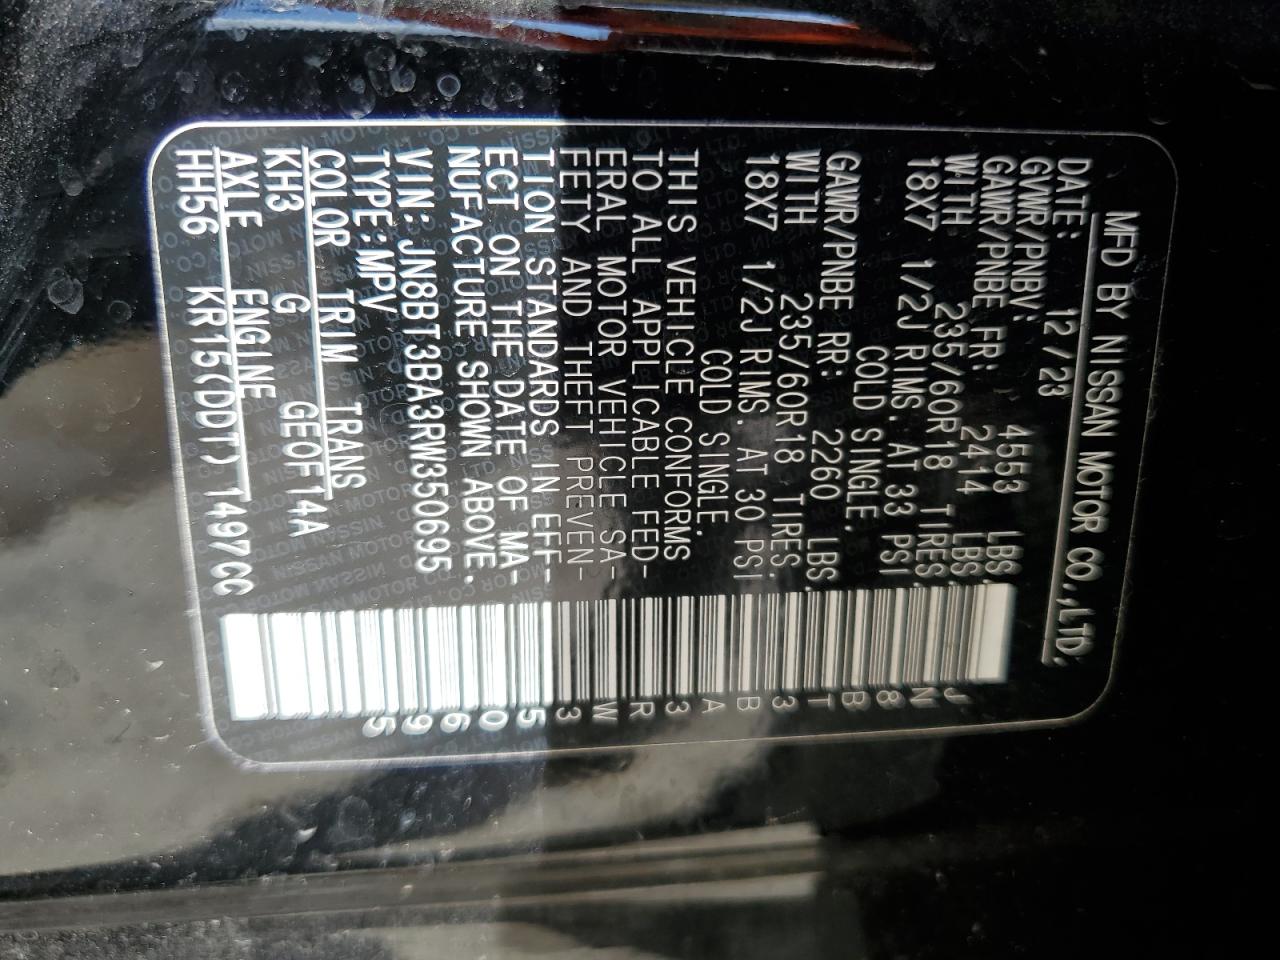 MFD BY NISSAN MOTOR CO.,LTD.
DATE: 12/23
GVWR/PNBV: 4553 LBS.
GAWR/PNBE FR: 2414 LBS.
WITH 235/60R18 TIRES.
18X7 1/2J RIMS. AT 33 PSI
COLD SINGLE.
GAWR/PNBE RR: 2260 LBS.
WITH 235/60R18 TIRES.
18X7 1/2J RIMS. AT 30 PSI
COLD SINGLE.
THIS VEHICLE CONFORMS
TO ALL APPLICABLE FED-
ERAL MOTOR VEHICLE SA-
FETY AND THEFT PREVEN-
TION STANDARDS IN EFF-
ECT ON THE DATE OF MA-
NUFACTURE SHOWN ABOVE.
VIN: JN8BT3BA3RW350695
TYPE:MPV
COLOR TRIM TRANS
KH3 G GE0F14A
AXLE ENGINE
HH56 KR15(DDT) 1497CC
JN8BT3BA3RW350695